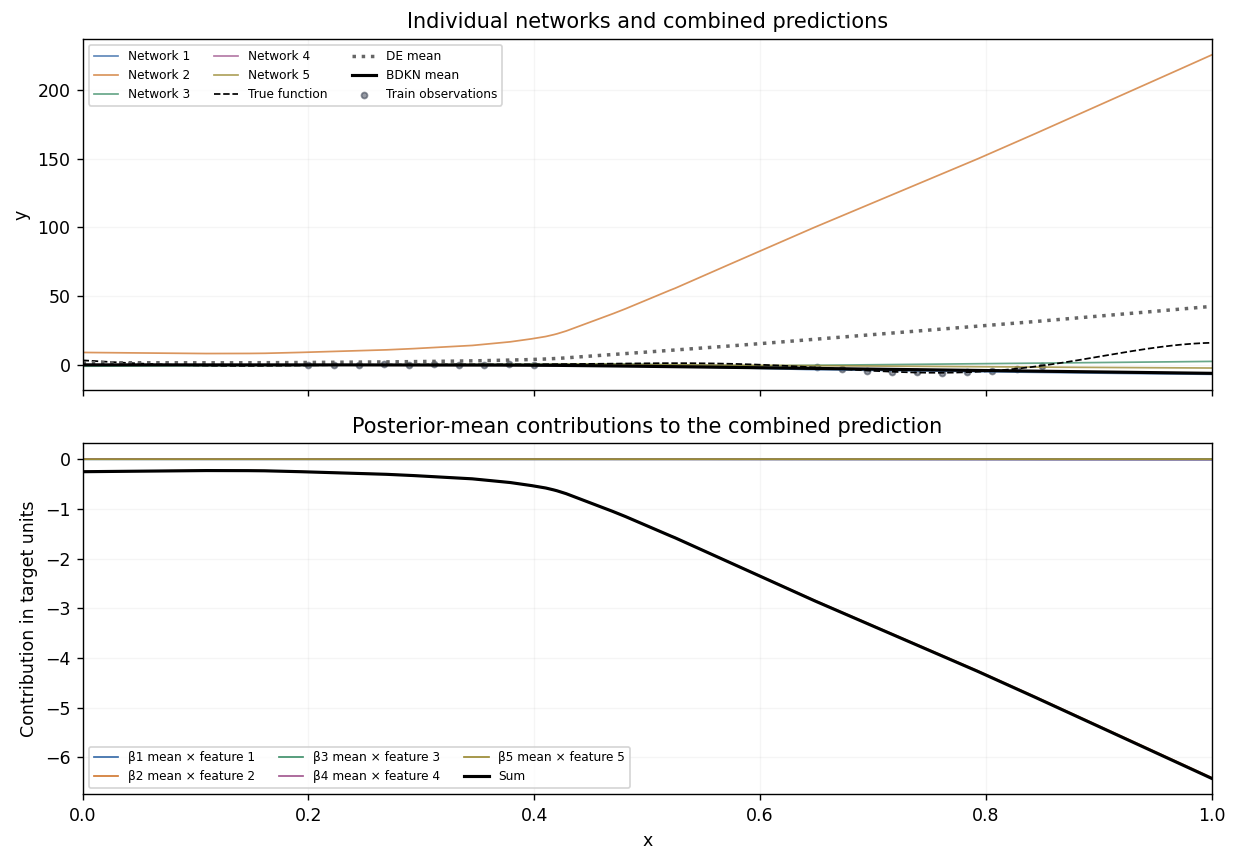 Individual networks and combined predictions
Network 1 Network 4 DE mean
Network 2 Network 5 BDKN mean
Network 3 True function Train observations
200
150
100
50
0
y
Posterior-mean contributions to the combined prediction
0
−1
−2
−3
−4
−5
−6
Contribution in target units
β1 mean × feature 1 β3 mean × feature 3 β5 mean × feature 5
β2 mean × feature 2 β4 mean × feature 4 Sum
0.0 0.2 0.4 0.6 0.8 1.0
x